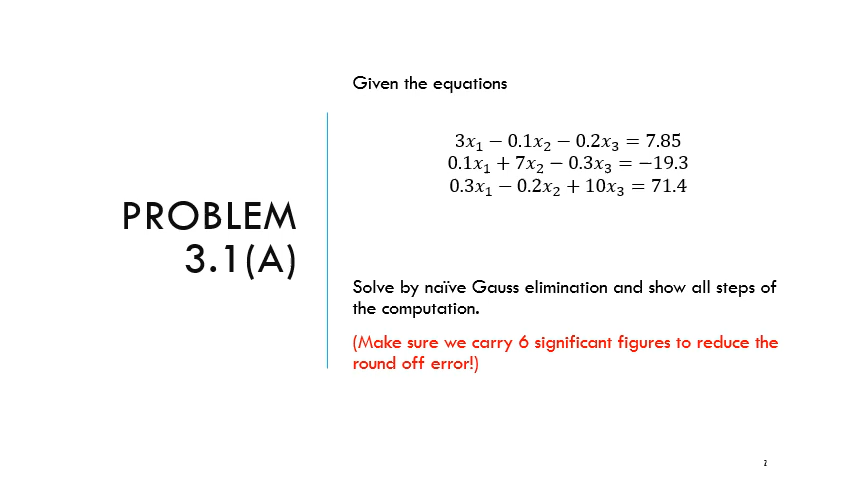 Given the equations
3x₁ − 0.1x₂ − 0.2x₃ = 7.85
0.1x₁ + 7x₂ − 0.3x₃ = −19.3
0.3x₁ − 0.2x₂ + 10x₃ = 71.4
PROBLEM
3.1(A)
Solve by naïve Gauss elimination and show all steps of
the computation.
(Make sure we carry 6 significant figures to reduce the
round off error!)
2